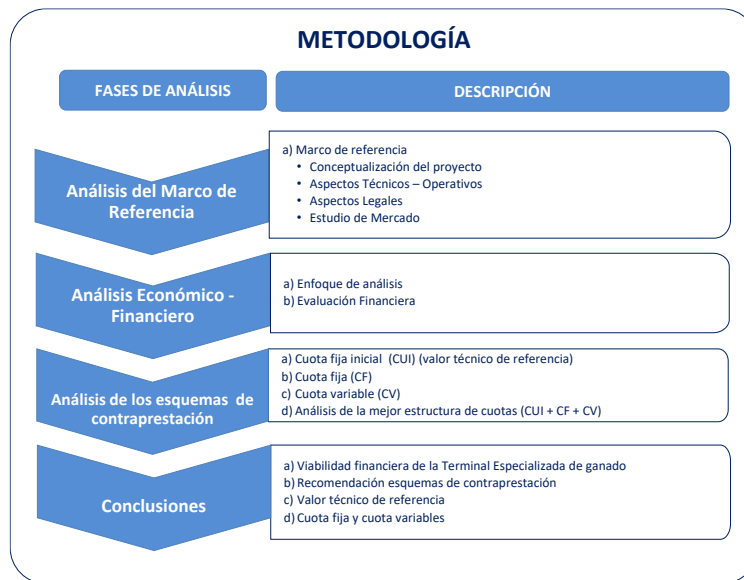 METODOLOGÍA
FASES DE ANÁLISIS
DESCRIPCIÓN
Análisis del Marco de
Referencia
a) Marco de referencia
• Conceptualización del proyecto
• Aspectos Técnicos – Operativos
• Aspectos Legales
• Estudio de Mercado
Análisis Económico -
Financiero
a) Enfoque de análisis
b) Evaluación Financiera
Análisis de los esquemas de
contraprestación
a) Cuota fija inicial (CUI) (valor técnico de referencia)
b) Cuota fija (CF)
c) Cuota variable (CV)
d) Análisis de la mejor estructura de cuotas (CUI + CF + CV)
Conclusiones
a) Viabilidad financiera de la Terminal Especializada de ganado
b) Recomendación esquemas de contraprestación
c) Valor técnico de referencia
d) Cuota fija y cuota variables